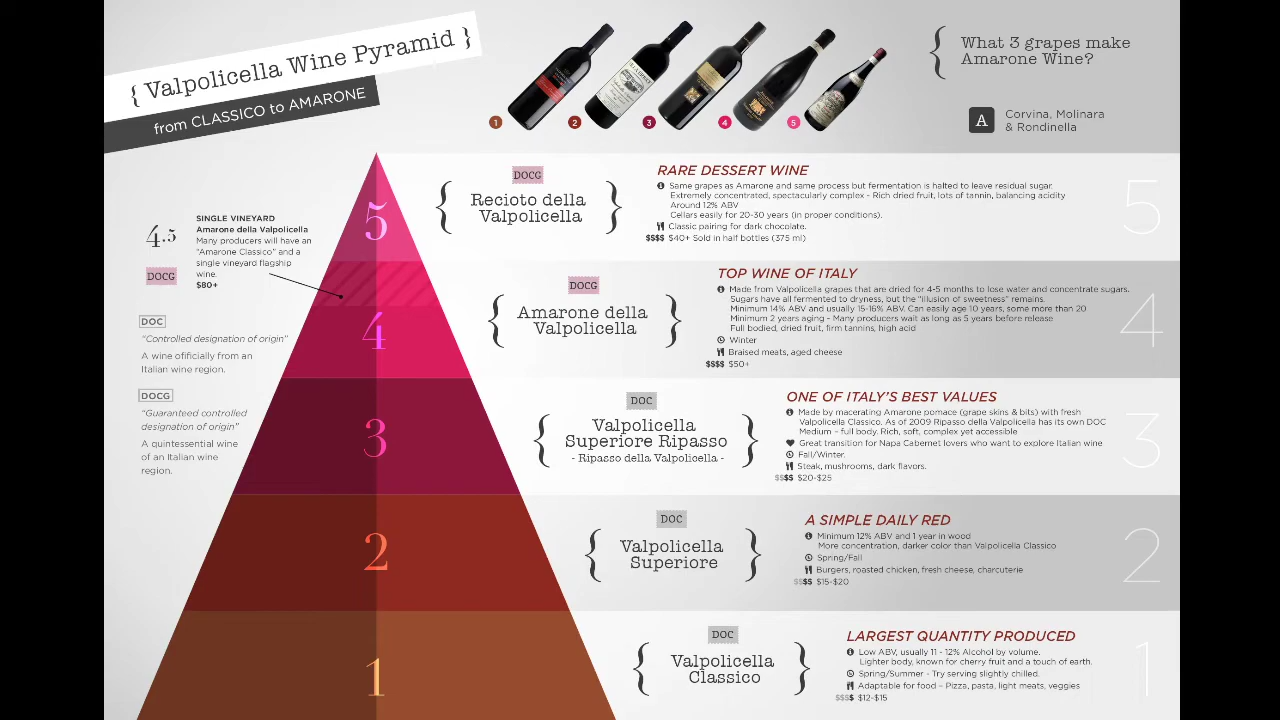 { Valpolicella Wine Pyramid }
from CLASSICO to AMARONE
1
2
3
4
5
{ What 3 grapes make
Amarone Wine?
A Corvina, Molinara
& Rondinella
5
DOCG
{ Recioto della
Valpolicella }
RARE DESSERT WINE
Same grapes as Amarone and same process but fermentation is halted to leave residual sugar.
Extremely concentrated, spectacularly complex - Rich dried fruit, lots of tannin, balancing acidity
Around 12% ABV
Cellars easily for 20-30 years (in proper conditions).
Classic pairing for dark chocolate.
$$$$ $40+ Sold in half bottles (375 ml)
5
4.5
DOCG
SINGLE VINEYARD
Amarone della Valpolicella
Many producers will have an
"Amarone Classico" and a
single vineyard flagship
wine.
$80+
DOC
"Controlled designation of origin"
A wine officially from an
Italian wine region.
DOCG
"Guaranteed controlled
designation of origin"
A quintessential wine
of an Italian wine
region.
4
DOCG
{ Amarone della
Valpolicella }
TOP WINE OF ITALY
Made from Valpolicella grapes that are dried for 4-5 months to lose water and concentrate sugars.
Sugars have all fermented to dryness, but the "illusion of sweetness" remains.
Minimum 14% ABV and usually 15-16% ABV. Can easily age 10 years, some more than 20
Minimum 2 years aging - Many producers wait as long as 5 years before release
Full bodied, dried fruit, firm tannins, high acid
Winter
Braised meats, aged cheese
$$$$ $50+
4
3
DOC
{ Valpolicella
Superiore Ripasso
- Ripasso della Valpolicella - }
ONE OF ITALY'S BEST VALUES
Made by macerating Amarone pomace (grape skins & bits) with fresh
Valpolicella Classico. As of 2009 Ripasso della Valpolicella has its own DOC
Medium - full body. Rich, soft, complex yet accessible
Great transition for Napa Cabernet lovers who want to explore Italian wine
Fall/Winter.
Steak, mushrooms, dark flavors.
$$$$ $20-$25
3
2
DOC
{ Valpolicella
Superiore }
A SIMPLE DAILY RED
Minimum 12% ABV and 1 year in wood
More concentration, darker color than Valpolicella Classico
Spring/Fall
Burgers, roasted chicken, fresh cheese, charcuterie
$$$$ $15-$20
2
1
DOC
{ Valpolicella
Classico }
LARGEST QUANTITY PRODUCED
Low ABV, usually 11 - 12% Alcohol by volume.
Lighter body, known for cherry fruit and a touch of earth.
Spring/Summer - Try serving slightly chilled.
Adaptable for food – Pizza, pasta, light meats, veggies
$$$$ $12-$15
1